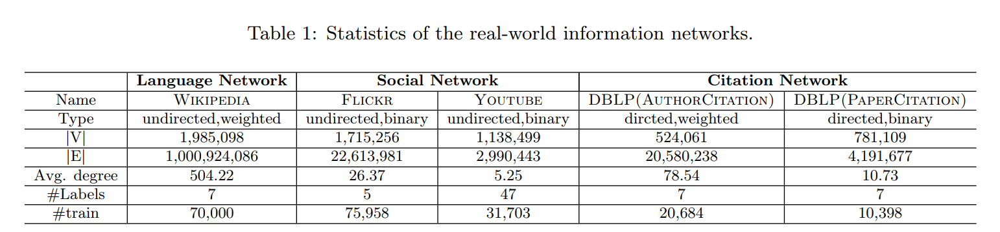 Table 1: Statistics of the real-world information networks.
Language Network Social Network Citation Network
Name WIKIPEDIA FLICKR YOUTUBE DBLP(AUTHORCITATION) DBLP(PAPERCITATION)
Type undirected,weighted undirected,binary undirected,binary dircted,weighted directed,binary
|V| 1,985,098 1,715,256 1,138,499 524,061 781,109
|E| 1,000,924,086 22,613,981 2,990,443 20,580,238 4,191,677
Avg. degree 504.22 26.37 5.25 78.54 10.73
#Labels 7 5 47 7 7
#train 70,000 75,958 31,703 20,684 10,398